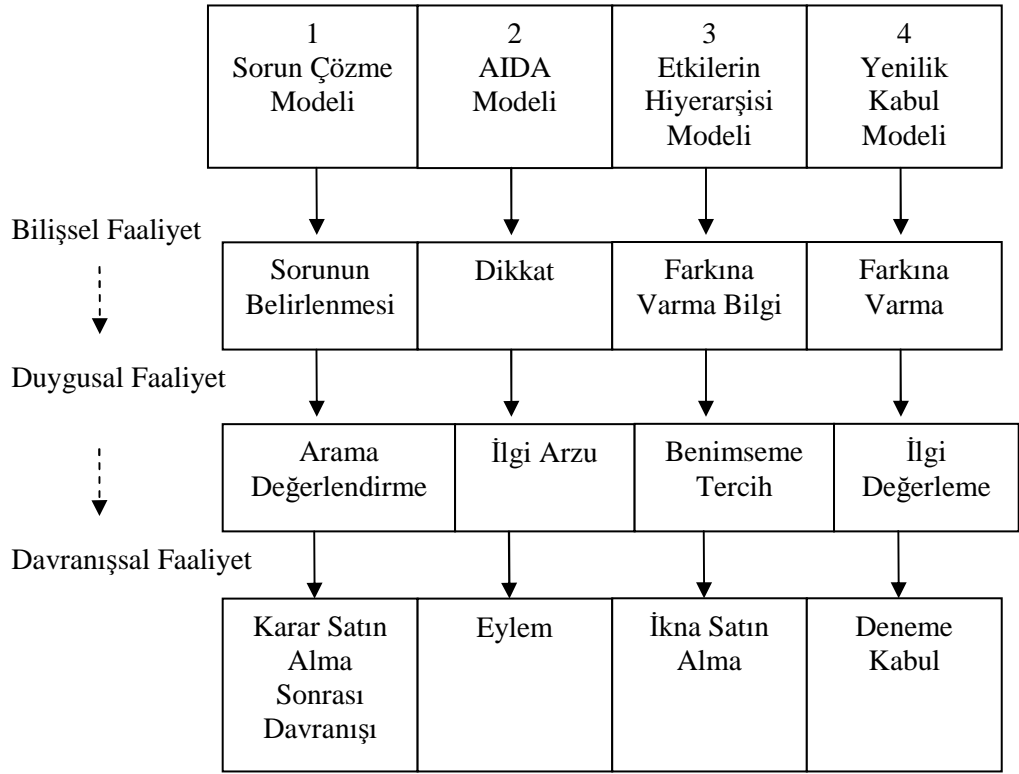 1
Sorun Çözme
Modeli
2
AIDA
Modeli
3
Etkilerin
Hiyerarşisi
Modeli
4
Yenilik
Kabul
Modeli
Bilişsel Faaliyet
Sorunun
Belirlenmesi
Dikkat
Farkına
Varma Bilgi
Farkına
Varma
Duygusal Faaliyet
Arama
Değerlendirme
İlgi Arzu
Benimseme
Tercih
İlgi
Değerleme
Davranışsal Faaliyet
Karar Satın
Alma
Sonrası
Davranışı
Eylem
İkna Satın
Alma
Deneme
Kabul